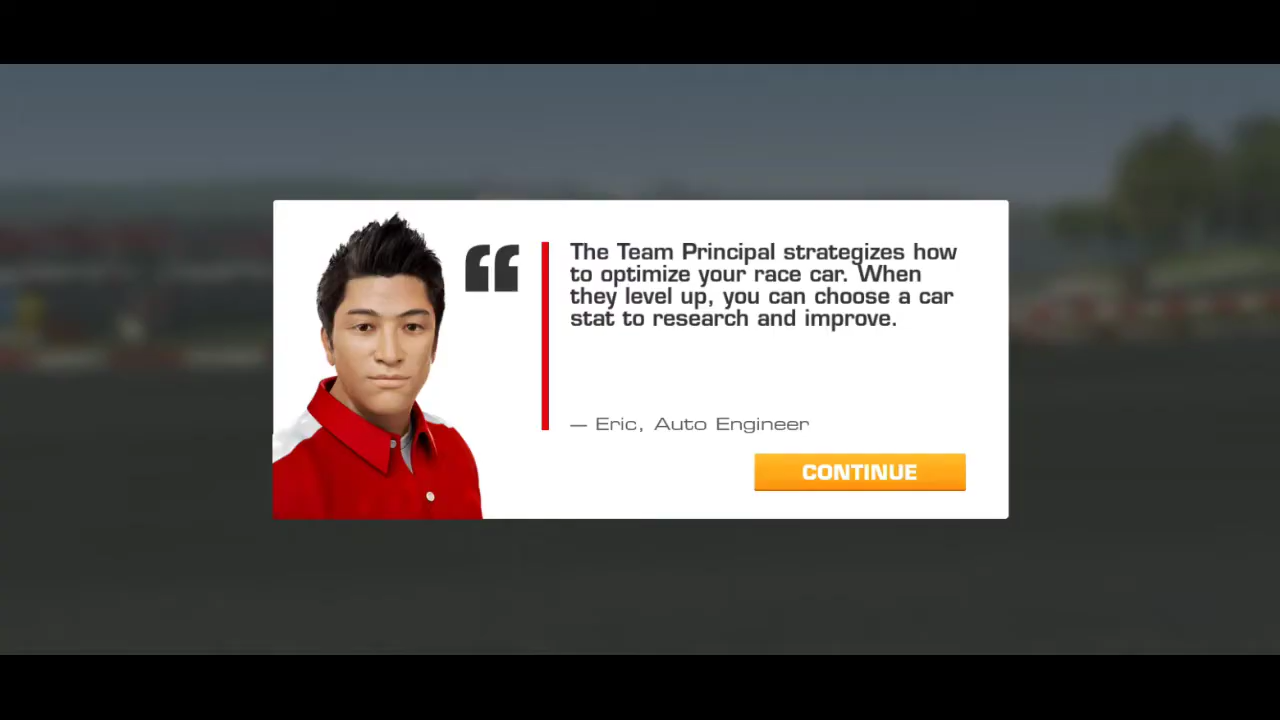 The Team Principal strategizes how
to optimize your race car. When
they level up, you can choose a car
stat to research and improve.
— Eric, Auto Engineer
CONTINUE